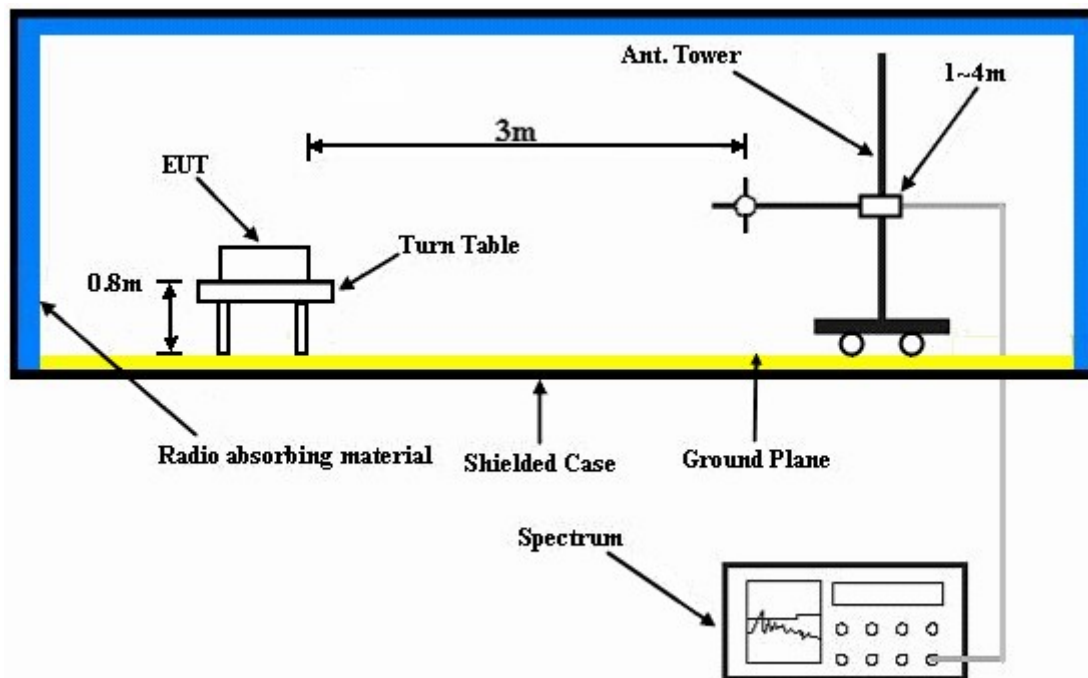 Ant. Tower
1~4m
3m
EUT
Turn Table
0.8m
Radio absorbing material
Shielded Case
Ground Plane
Spectrum